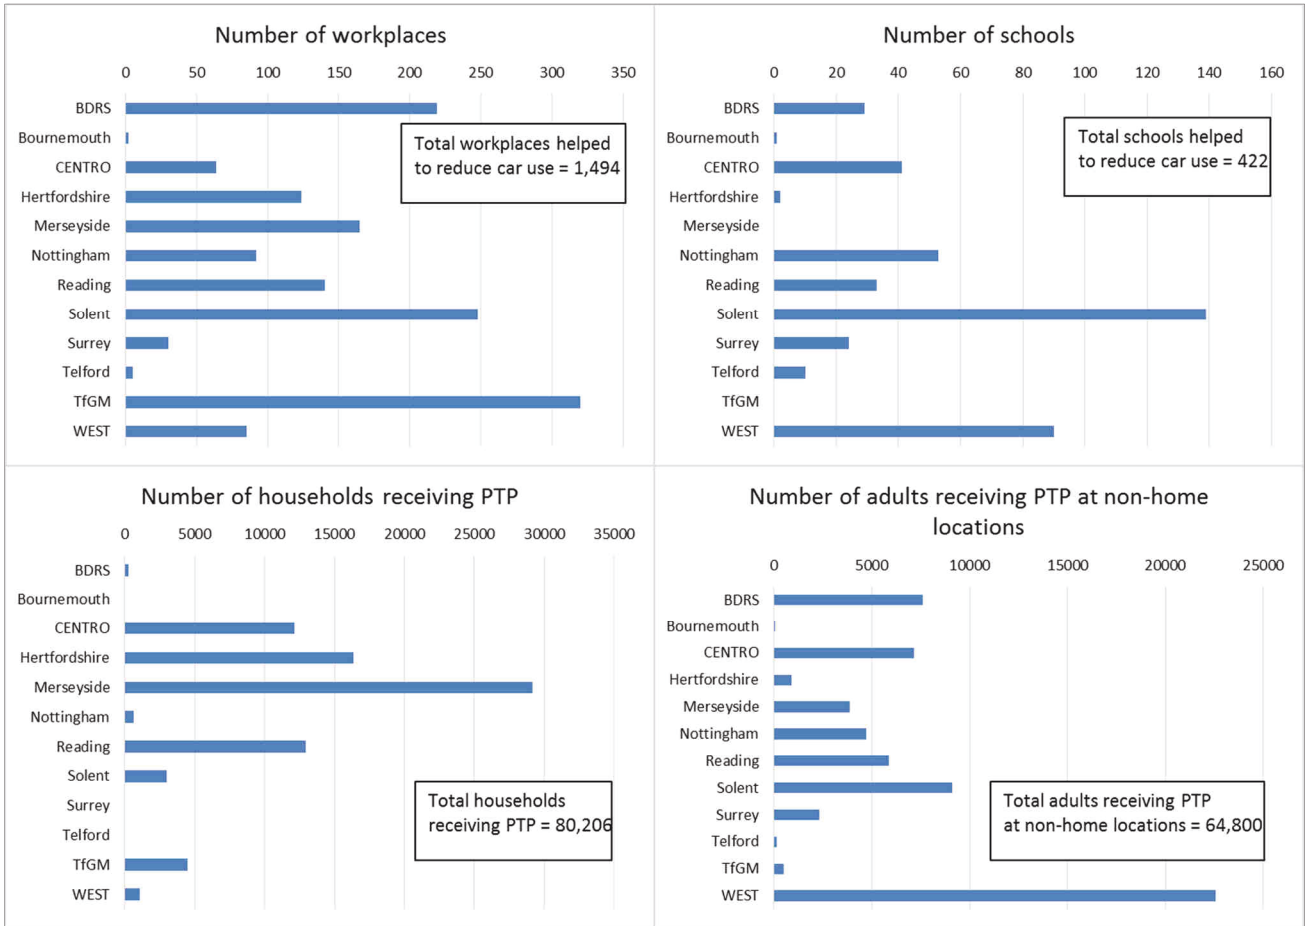 Number of workplaces
0 50 100 150 200 250 300 350
BDRS
Bournemouth
CENTRO
Hertfordshire
Merseyside
Nottingham
Reading
Solent
Surrey
Telford
TfGM
WEST
Total workplaces helped
to reduce car use = 1,494
Number of schools
0 20 40 60 80 100 120 140 160
BDRS
Bournemouth
CENTRO
Hertfordshire
Merseyside
Nottingham
Reading
Solent
Surrey
Telford
TfGM
WEST
Total schools helped
to reduce car use = 422
Number of households receiving PTP
0 5000 10000 15000 20000 25000 30000 35000
BDRS
Bournemouth
CENTRO
Hertfordshire
Merseyside
Nottingham
Reading
Solent
Surrey
Telford
TfGM
WEST
Total households
receiving PTP = 80,206
Number of adults receiving PTP at non-home
locations
0 5000 10000 15000 20000 25000
BDRS
Bournemouth
CENTRO
Hertfordshire
Merseyside
Nottingham
Reading
Solent
Surrey
Telford
TfGM
WEST
Total adults receiving PTP
at non-home locations = 64,800